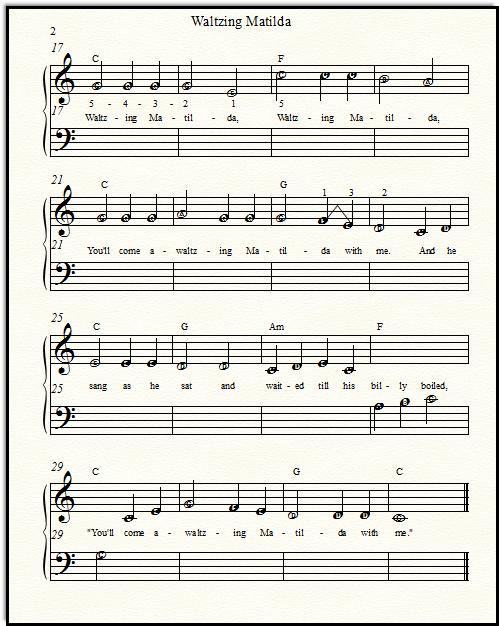 Waltzing Matilda
2
17
C F
5 - 4 - 3 - 2 1 5
17 Waltz - ing Ma - til - da, Waltz - ing Ma - til - da,
21
C G 1 3 2
21 You'll come a - waltz - ing Ma - til - da with me. And he
25
C G Am F
25 sang as he sat and wait - ed till his bil - ly boiled,
29
C G C
29 "You'll come a - waltz - ing Ma - til - da with me."